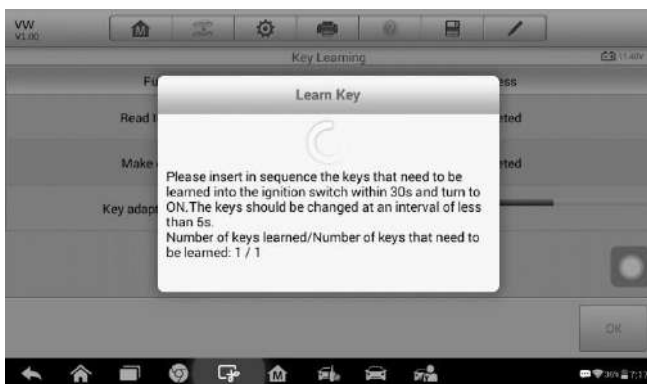 VW
V1.00
Key Learning
Learn Key
Read
Make
Key adap
Please insert in sequence the keys that need to be
learned into the ignition switch within 30s and turn to
ON.The keys should be changed at an interval of less
than 5s.
Number of keys learned/Number of keys that need to
be learned: 1 / 1
OK